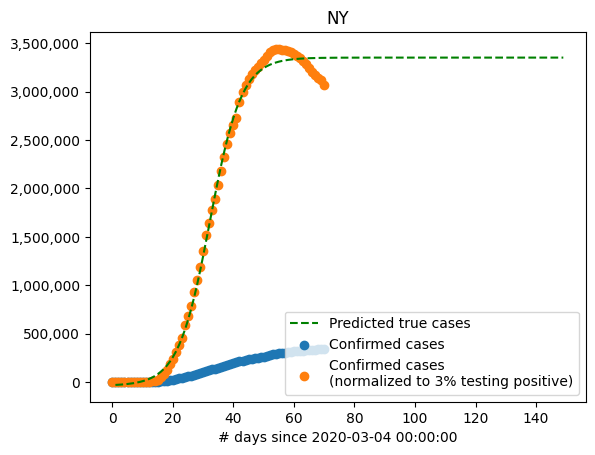 NY
3,500,000
3,000,000
2,500,000
2,000,000
1,500,000
1,000,000
500,000
0
Predicted true cases
Confirmed cases
Confirmed cases
(normalized to 3% testing positive)
0 20 40 60 80 100 120 140
# days since 2020-03-04 00:00:00